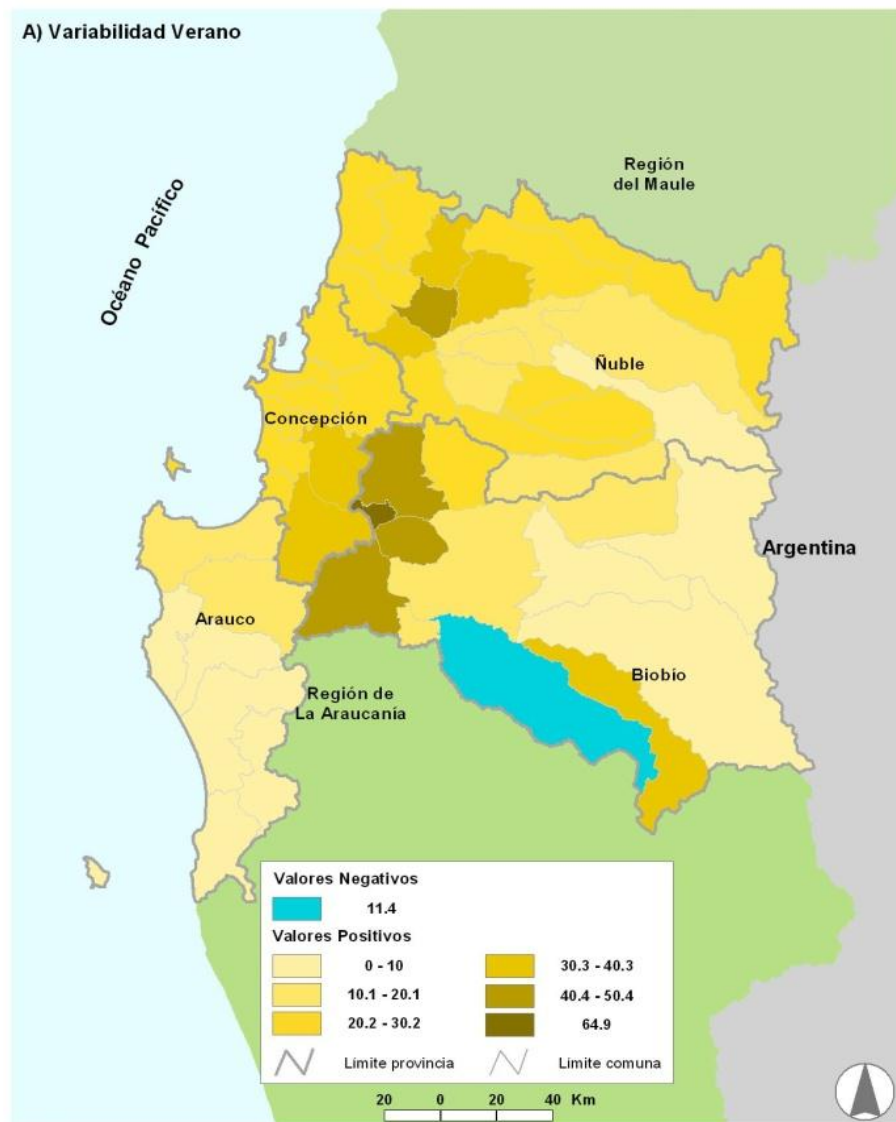 A) Variabilidad Verano
Océano Pacífico
Región
del Maule
Ñuble
Concepción
Argentina
Arauco
Biobío
Región de
La Araucanía
Valores Negativos
11.4
Valores Positivos
0 - 10
30.3 - 40.3
10.1 - 20.1
40.4 - 50.4
20.2 - 30.2
64.9
Límite provincia
Límite comuna
20 0 20 40 Km